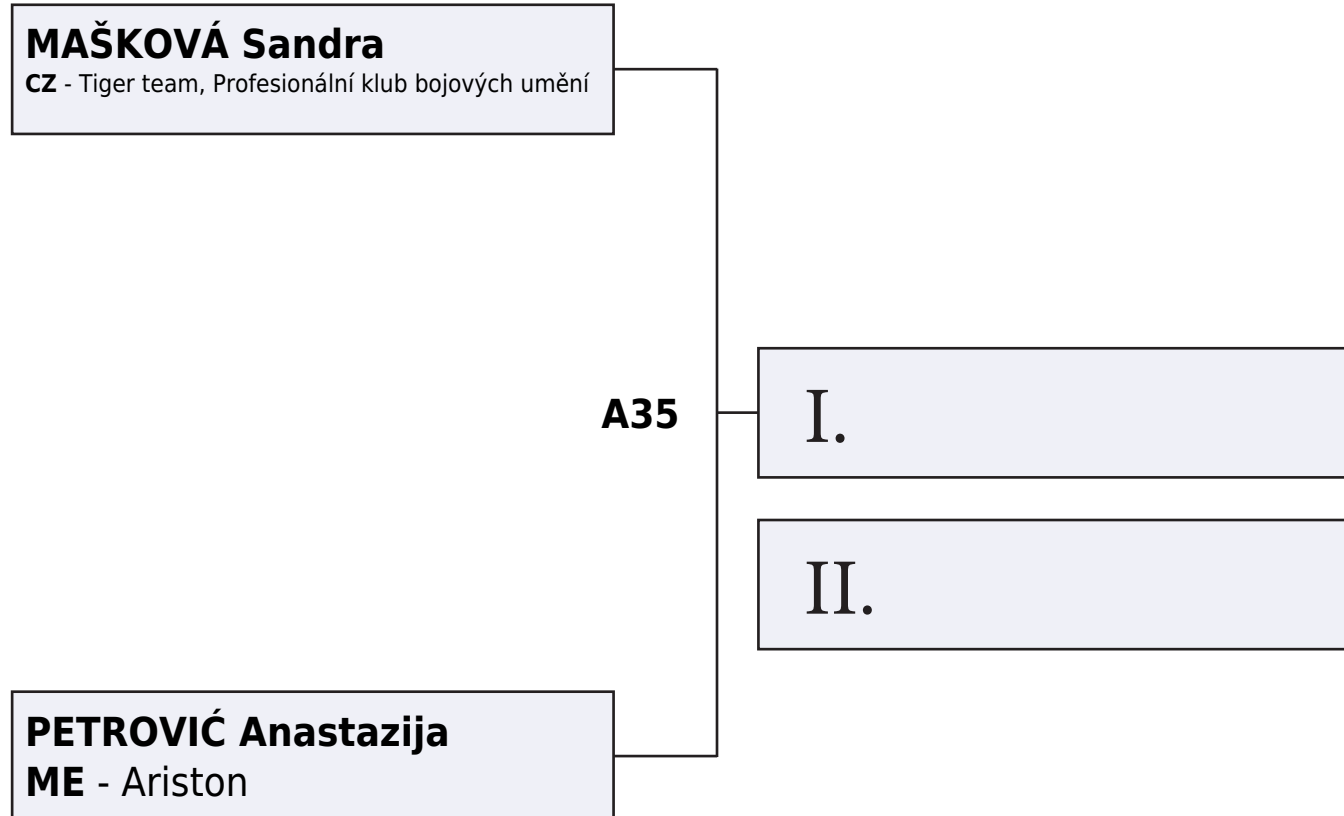 MAŠKOVÁ Sandra
CZ - Tiger team, Profesionální klub bojových umění
A35
I.
II.
PETROVIĆ Anastazija
ME - Ariston